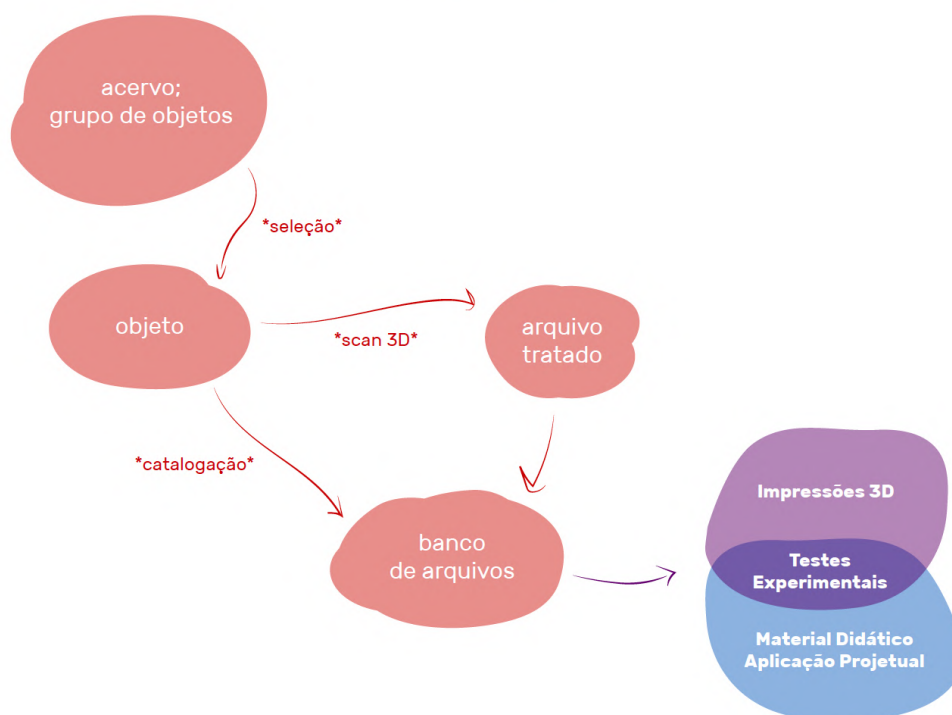 acervo;
grupo de objetos
*seleção*
objeto
*scan 3D*
arquivo
tratado
*catalogação*
banco
de arquivos
Impressões 3D
Testes
Experimentais
Material Didático
Aplicação Projetual